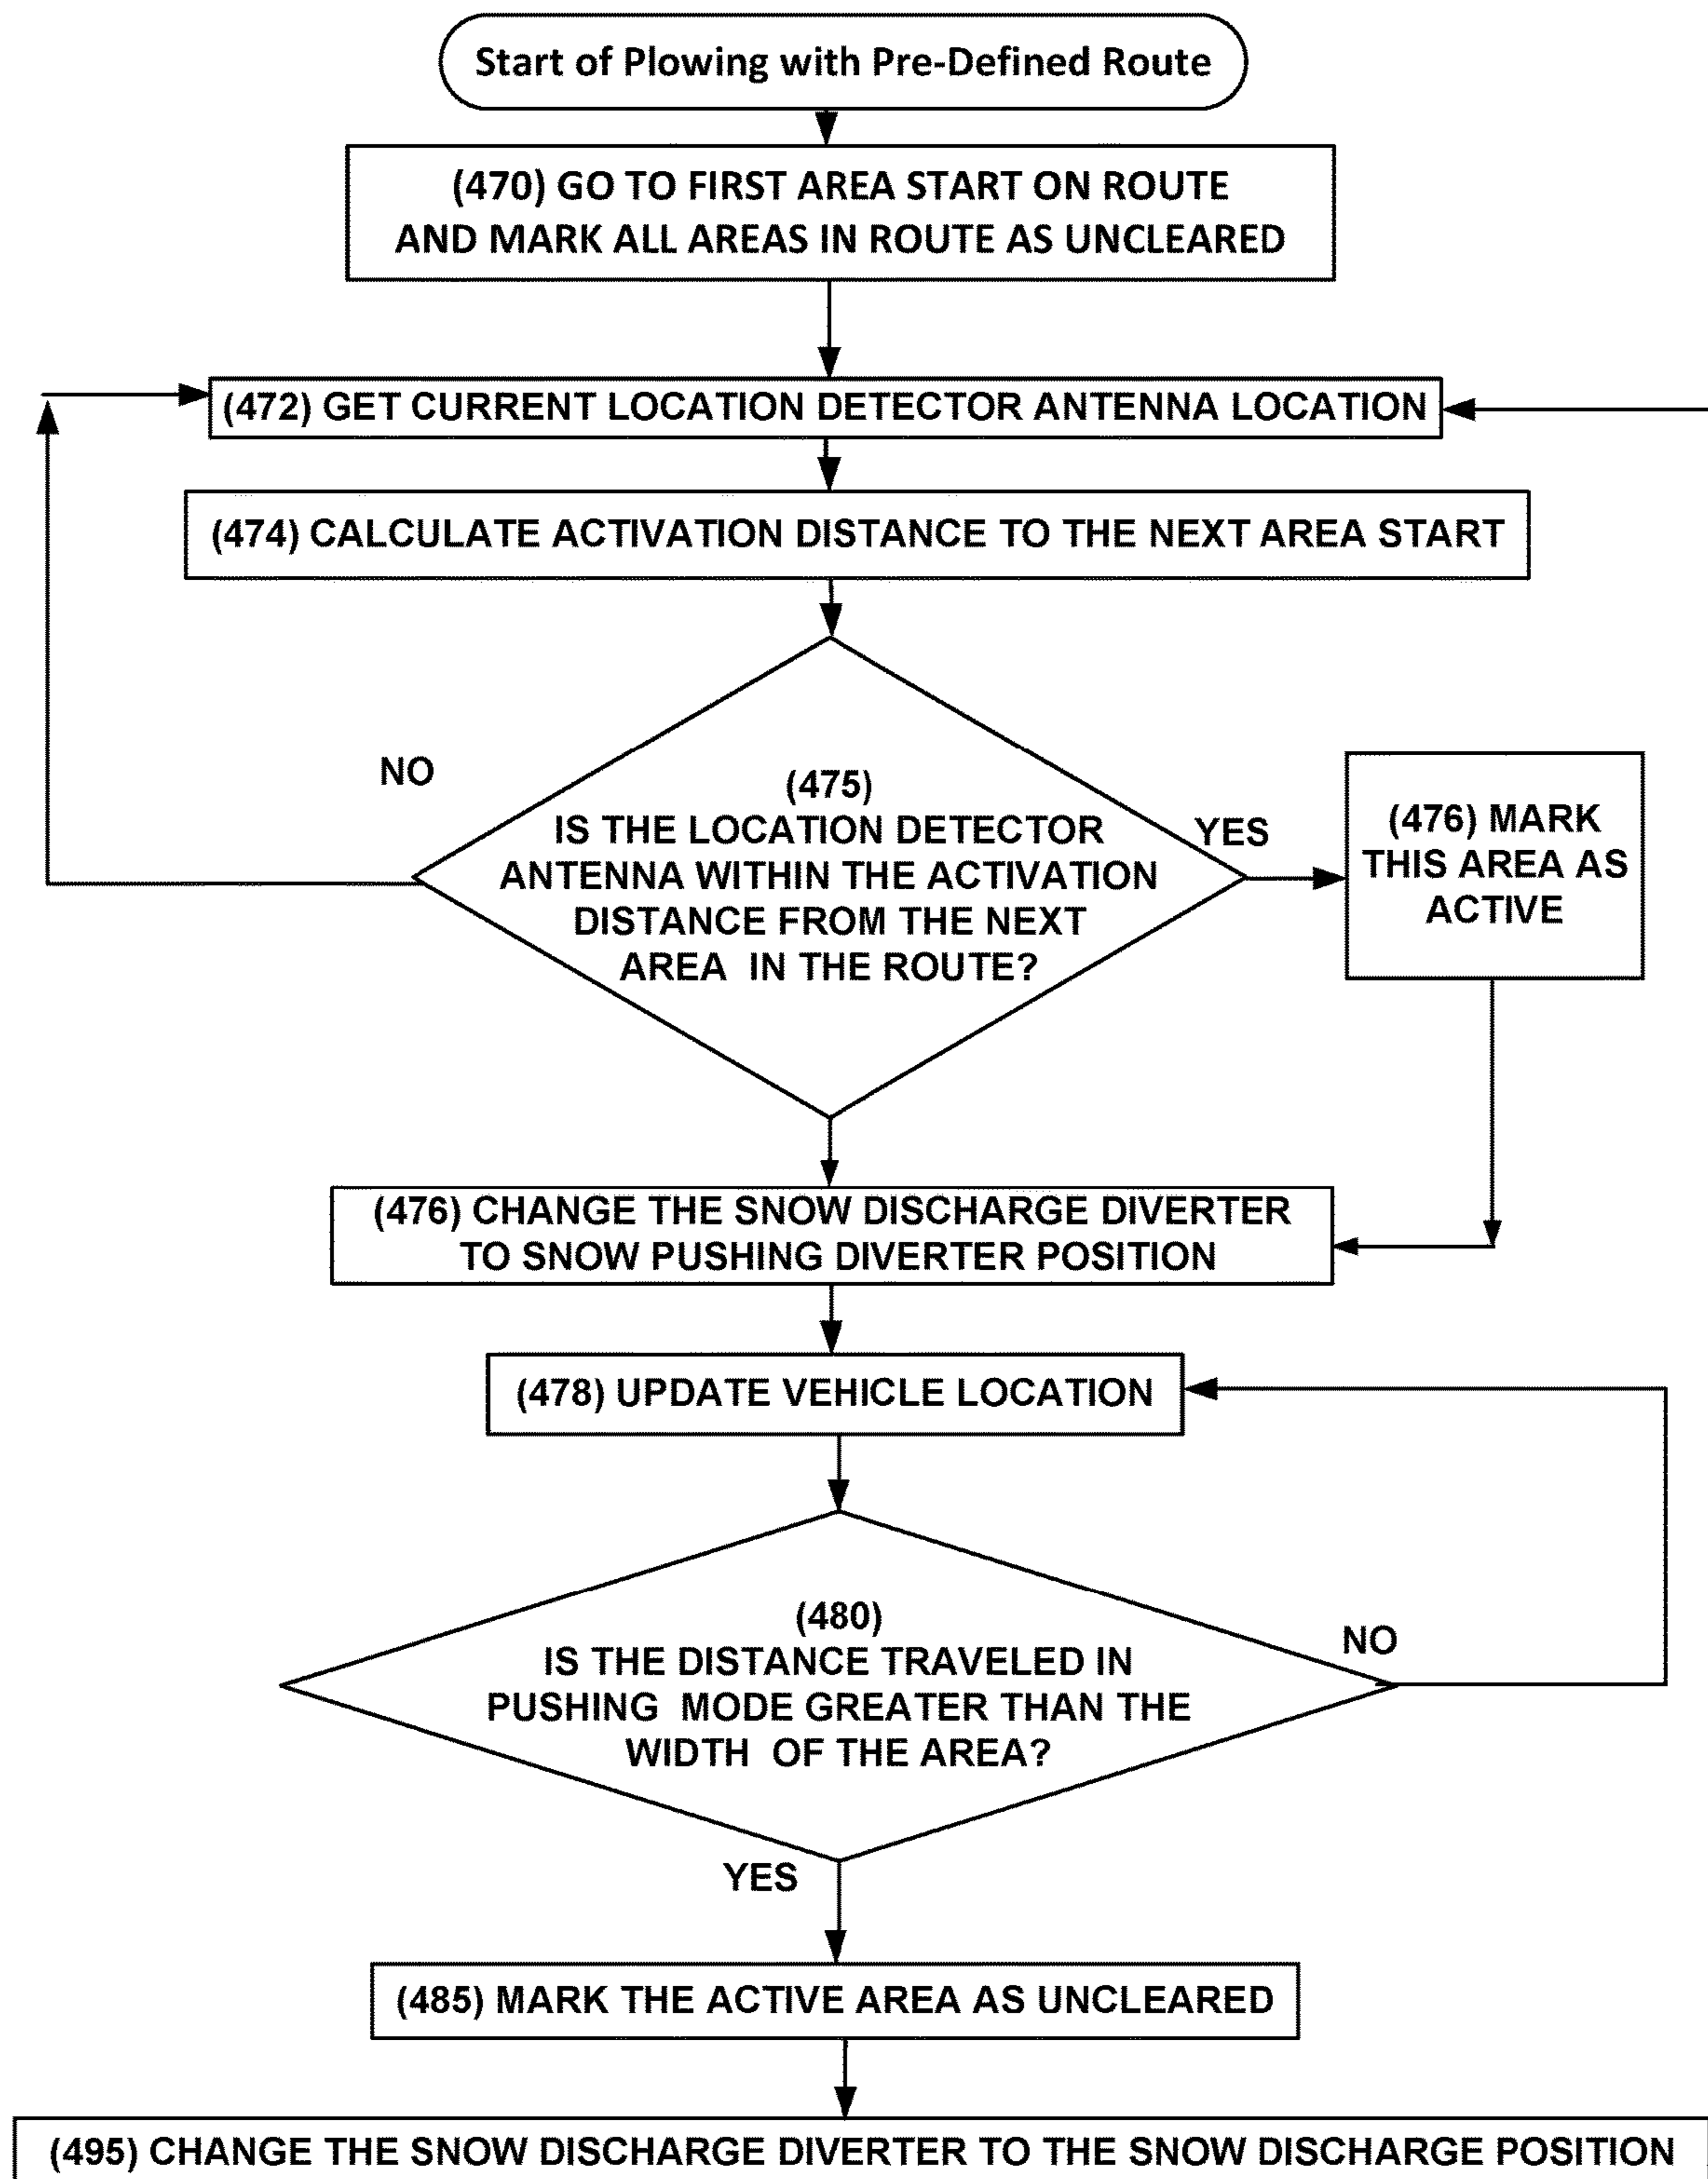 Start of Plowing with Pre-Defined Route
(470) GO TO FIRST AREA START ON ROUTE
AND MARK ALL AREAS IN ROUTE AS UNCLEARED
(472) GET CURRENT LOCATION DETECTOR ANTENNA LOCATION
(474) CALCULATE ACTIVATION DISTANCE TO THE NEXT AREA START
NO
(475)
IS THE LOCATION DETECTOR
ANTENNA WITHIN THE ACTIVATION
DISTANCE FROM THE NEXT
AREA IN THE ROUTE?
YES
(476) MARK
THIS AREA AS
ACTIVE
(476) CHANGE THE SNOW DISCHARGE DIVERTER
TO SNOW PUSHING DIVERTER POSITION
(478) UPDATE VEHICLE LOCATION
(480)
IS THE DISTANCE TRAVELED IN
PUSHING MODE GREATER THAN THE
WIDTH OF THE AREA?
NO
YES
(485) MARK THE ACTIVE AREA AS UNCLEARED
(495) CHANGE THE SNOW DISCHARGE DIVERTER TO THE SNOW DISCHARGE POSITION